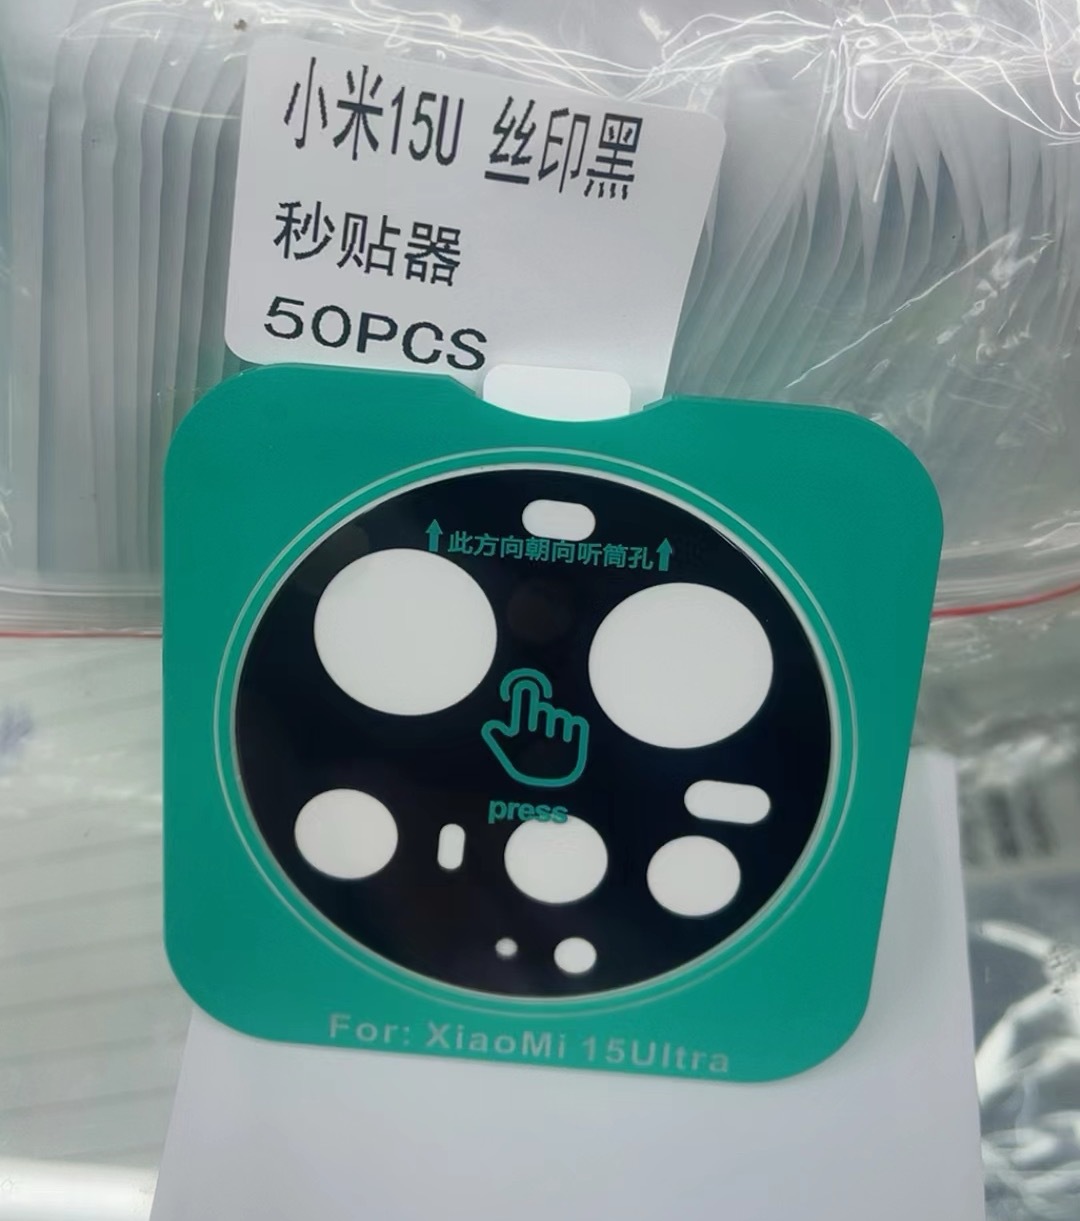 小米15U 丝印黑
秒贴器
50PCS
此方向朝向听筒孔
press
For: XiaoMi 15Ultra